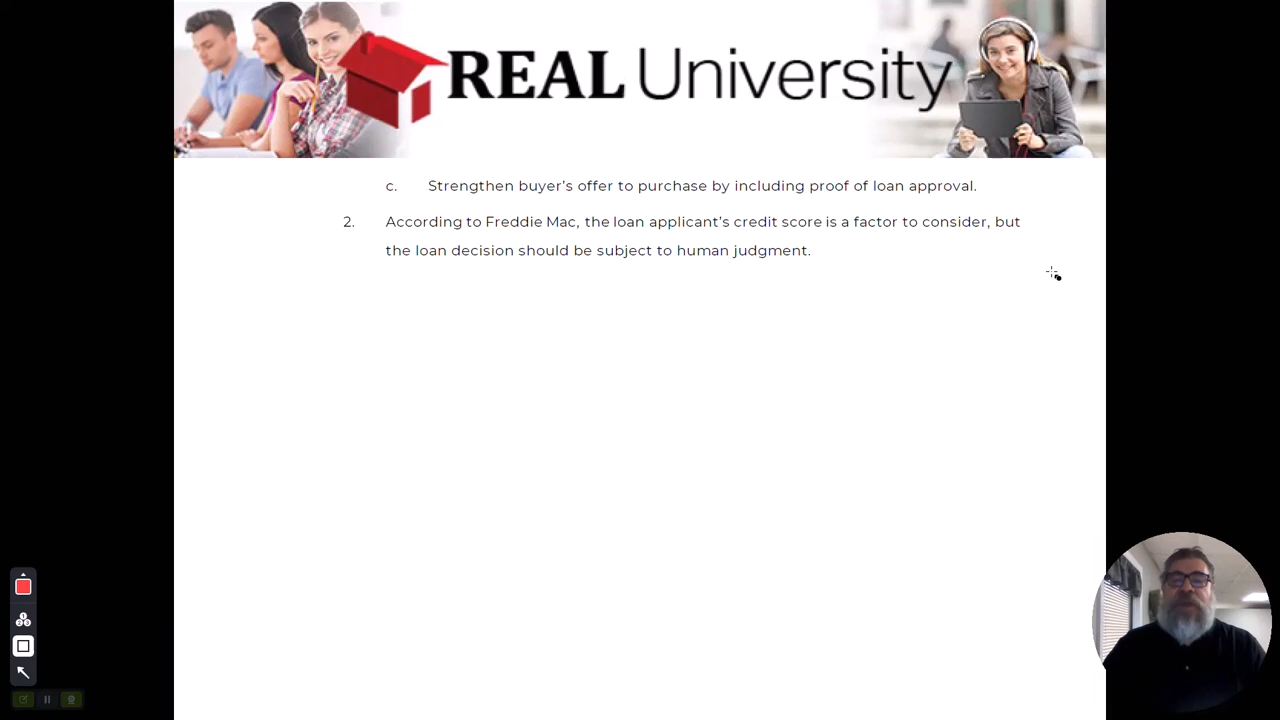 REAL University
c. Strengthen buyer's offer to purchase by including proof of loan approval.
2. According to Freddie Mac, the loan applicant's credit score is a factor to consider, but
the loan decision should be subject to human judgment.